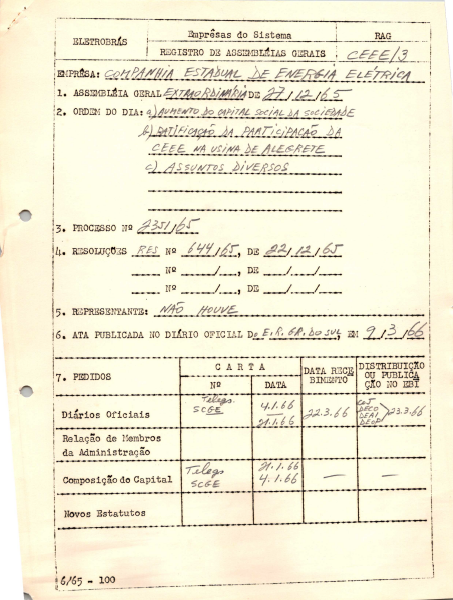 ELETROBRÁS
Emprêsas do Sistema
RAG
REGISTRO DE ASSEMBLÉIAS GERAIS
CEEE/3
EMPRÊSA: COMPANHIA ESTADUAL DE ENERGIA ELÉTRICA
1. ASSEMBLÉIA GERAL EXTRAORDINÁRIA DE 27/12/65
2. ORDEM DO DIA: a) AUMENTO DO CAPITAL SOCIAL DA SOCIEDADE
b) RATIFICAÇÃO DA PARTICIPAÇÃO DA
CEEE NA USINA DE ALEGRETE
c) ASSUNTOS DIVERSOS
3. PROCESSO Nº 2351/65
4. RESOLUÇÕES RES Nº 644/65, DE 22/12/65
Nº / , DE / /
Nº / , DE / /
5. REPRESENTANTE: NÃO HOUVE
6. ATA PUBLICADA NO DIÁRIO OFICIAL Do E.R.GR.DO SUL, EM 9/3/66
7. PEDIDOS
CARTA
Nº DATA
DATA RECEBIMENTO
DISTRIBUIÇÃO
OU PUBLICA
ÇÃO NO EBI
Diários Oficiais
Telegs 4.1.66
SCGE 21.1.66
22.3.66
DECO
DEAI
DEOP
23.3.66
Relação de Membros
da Administração
Composição do Capital
Telegs 21.1.66
SCGE 4.1.66
—
—
Novos Estatutos
6/65 - 100